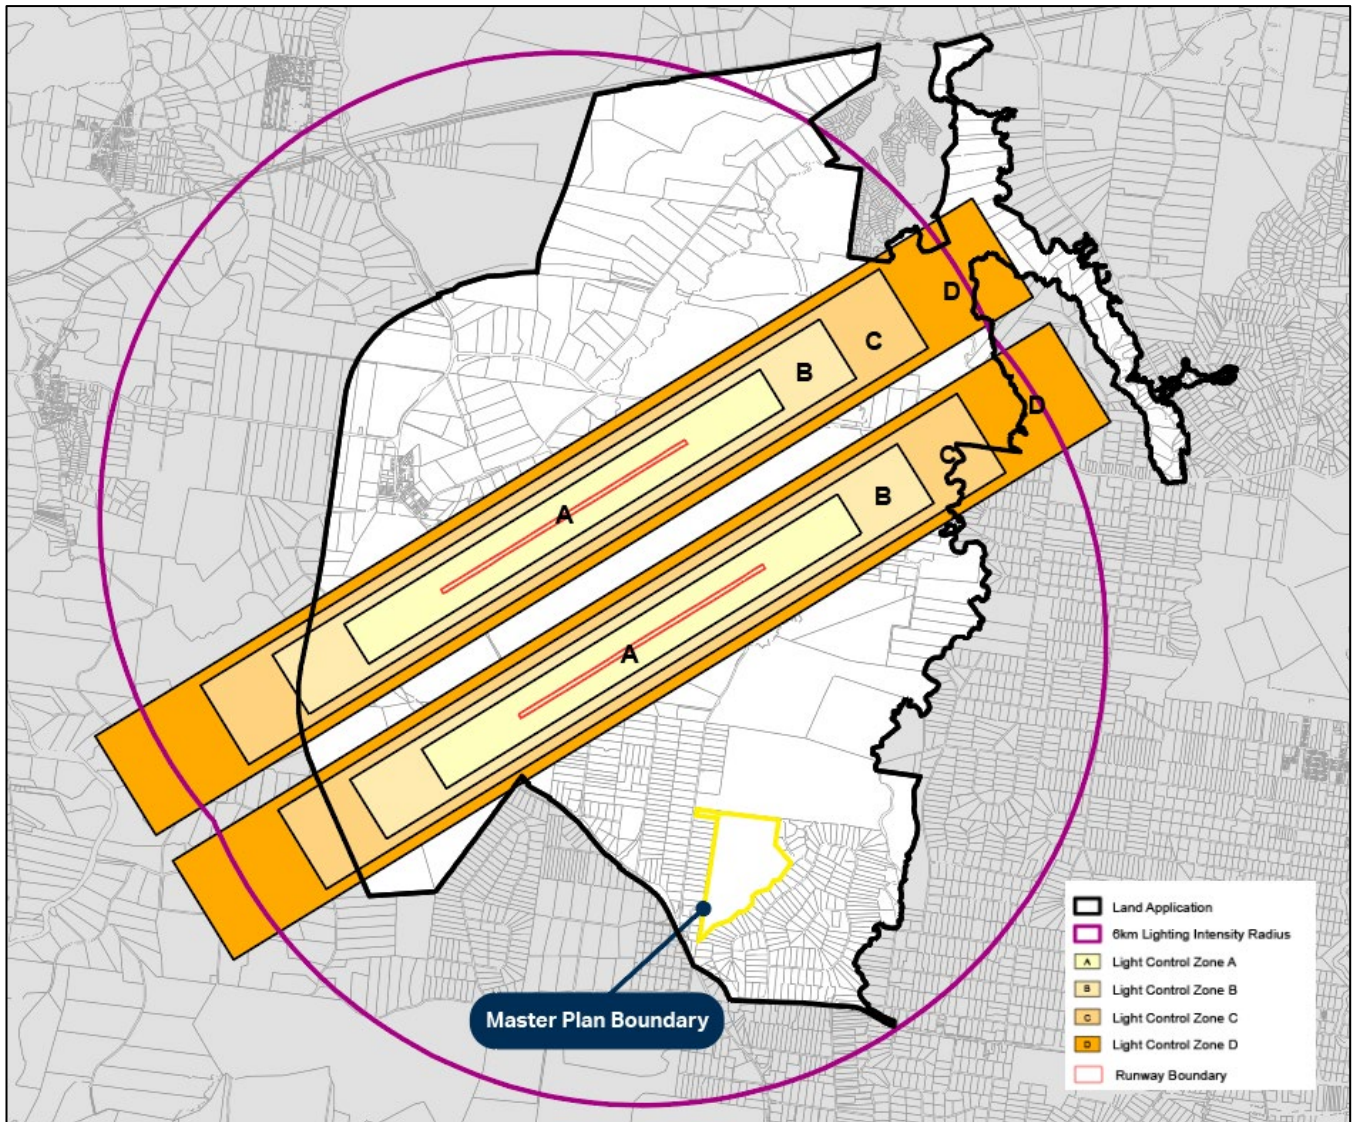 D
C
B
D
C
B
A
A
Master Plan Boundary
Land Application
6km Lighting Intensity Radius
A Light Control Zone A
B Light Control Zone B
C Light Control Zone C
D Light Control Zone D
Runway Boundary